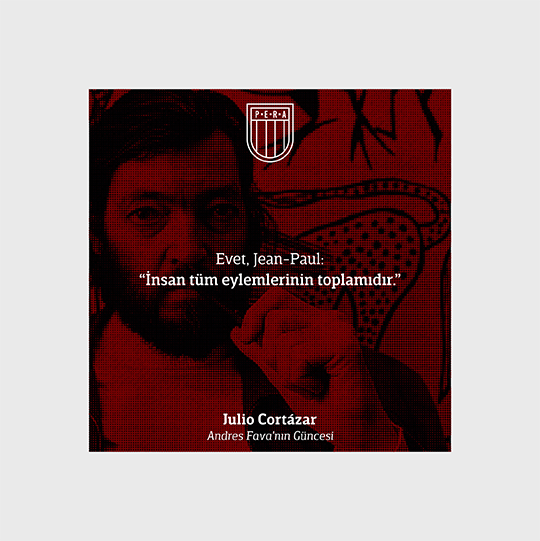 P·E·R·A
Evet, Jean-Paul:
“İnsan tüm eylemlerinin toplamıdır.”
Julio Cortázar
Andres Fava’nın Güncesi